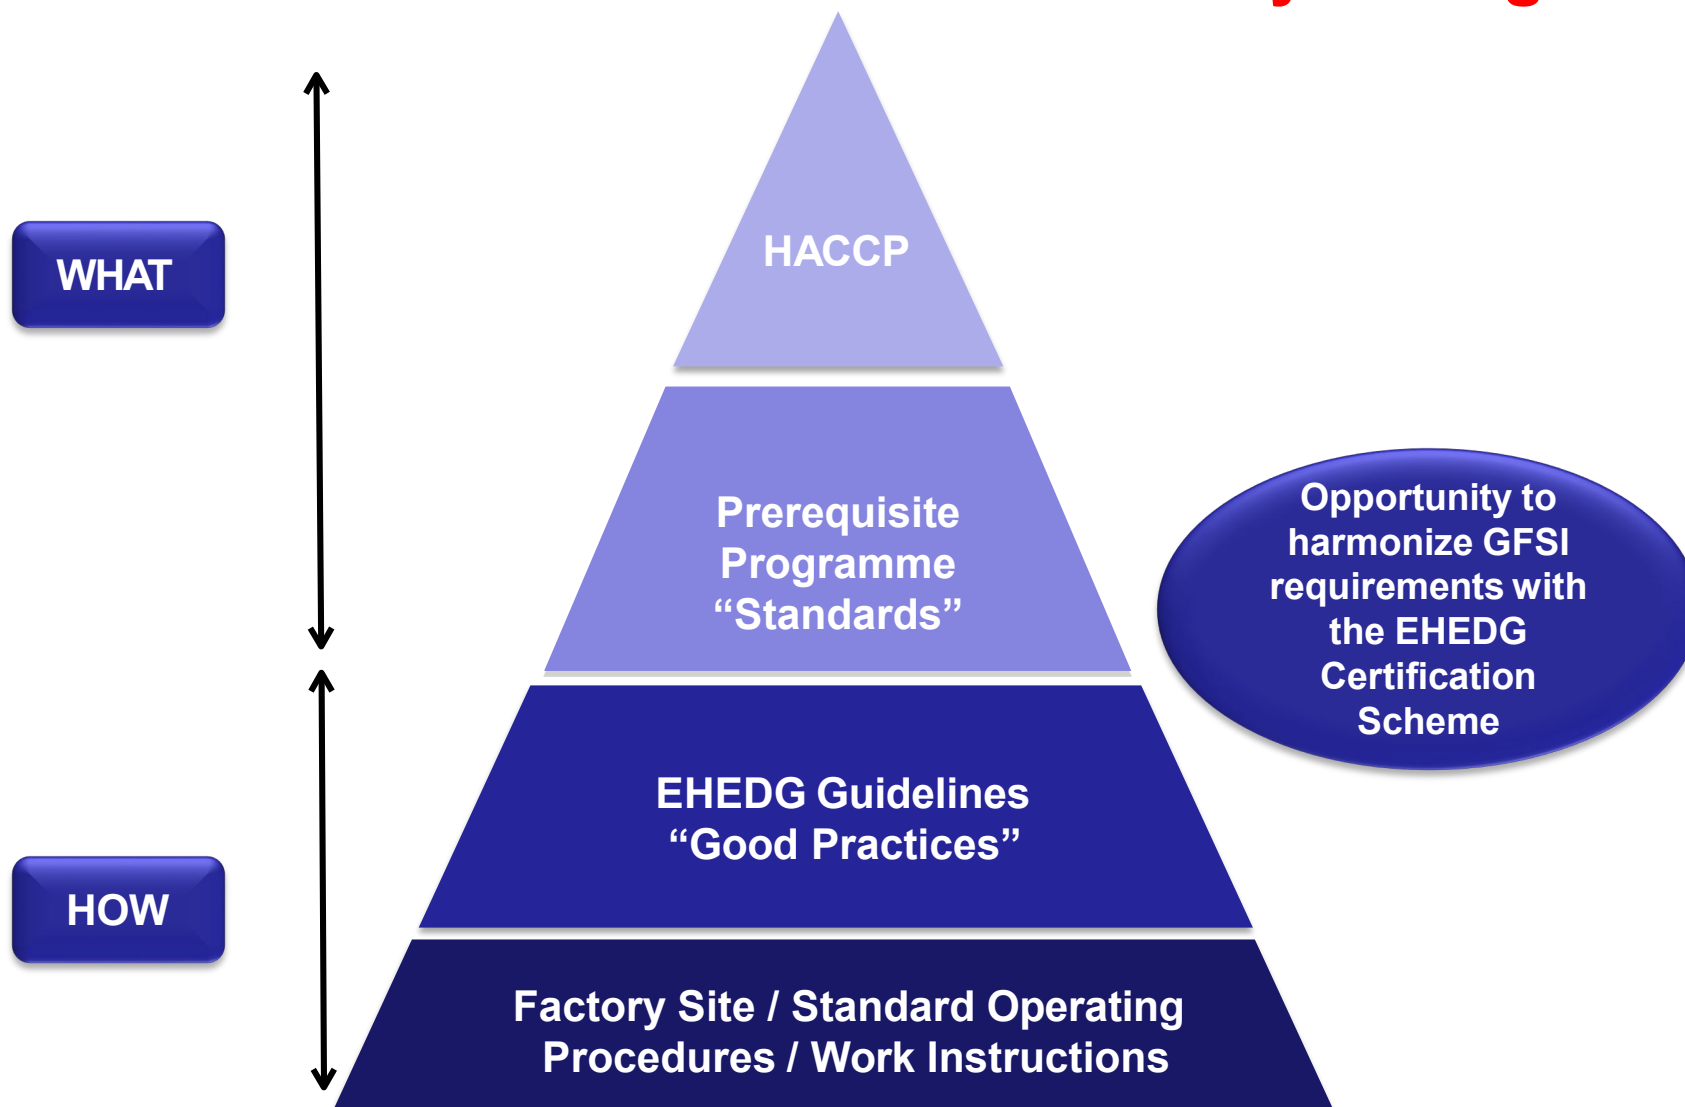 HACCP
WHAT
Prerequisite
Programme
“Standards”
Opportunity to
harmonize GFSI
requirements with
the EHEDG
Certification
Scheme
EHEDG Guidelines
“Good Practices”
HOW
Factory Site / Standard Operating
Procedures / Work Instructions